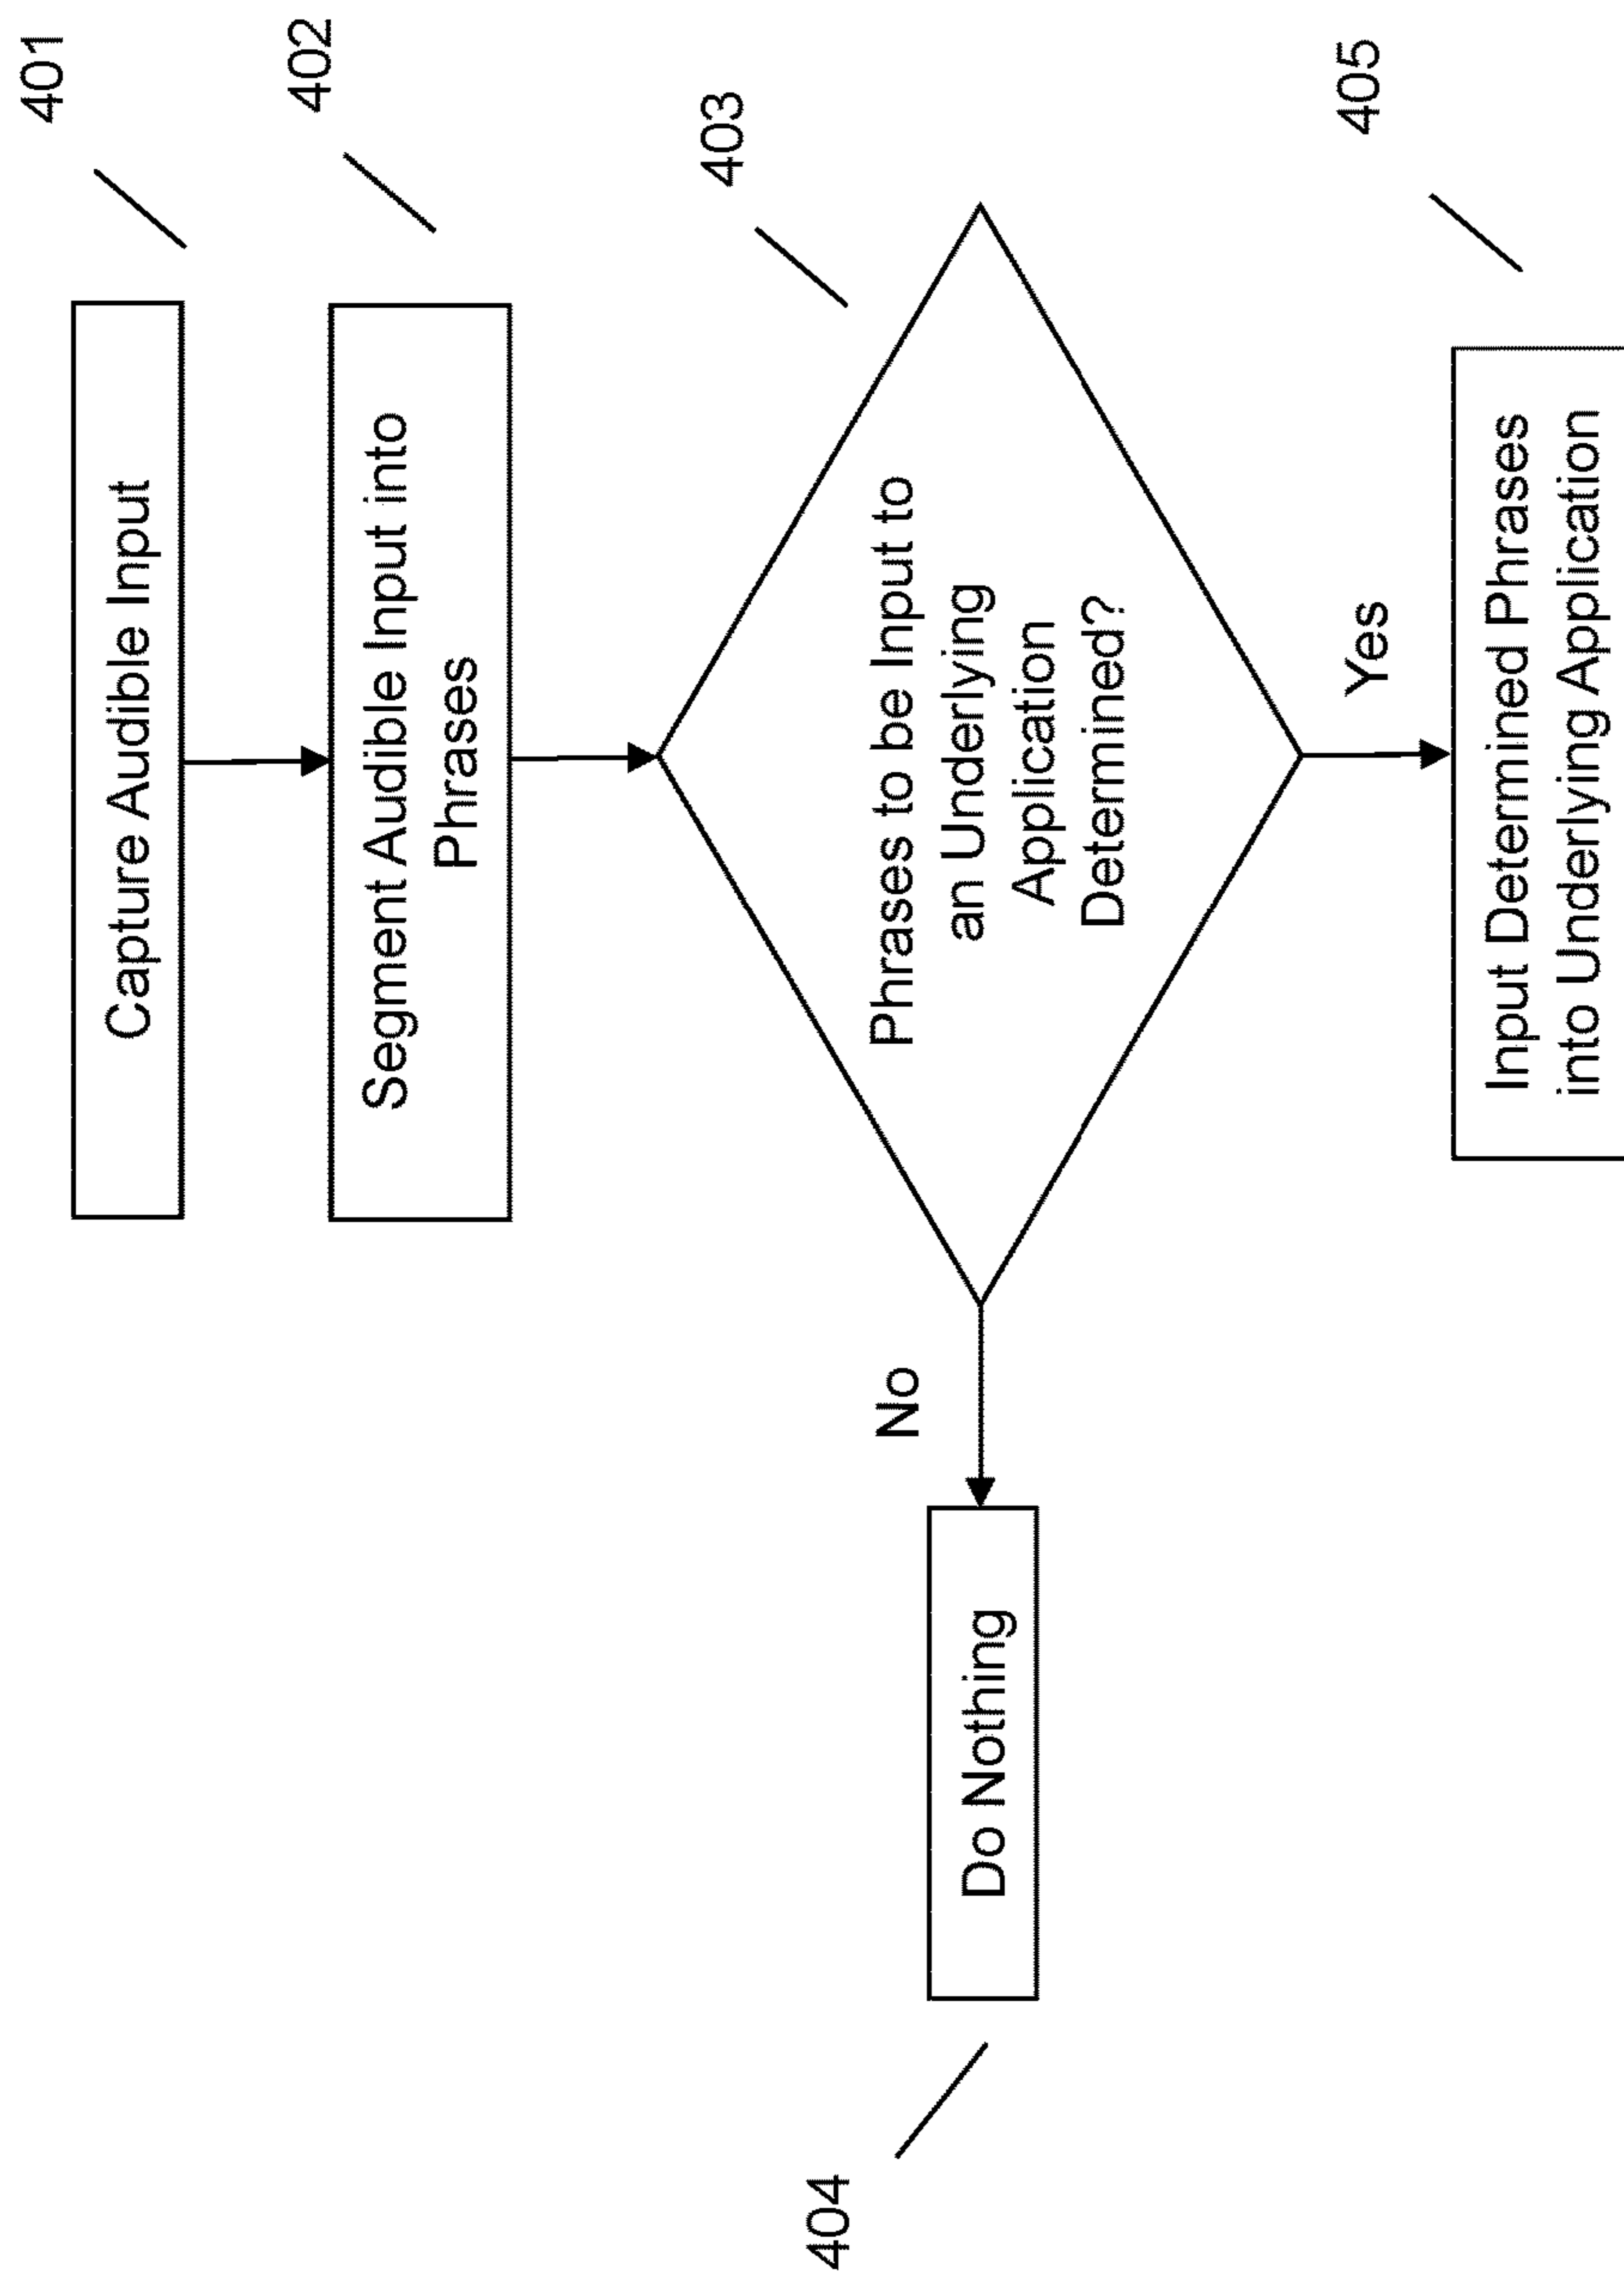 401
Capture Audible Input
402
Segment Audible Input into
Phrases
403
Phrases to be Input to
an Underlying
Application
Determined?
No
Do Nothing
404
Yes
405
Input Determined Phrases
into Underlying Application